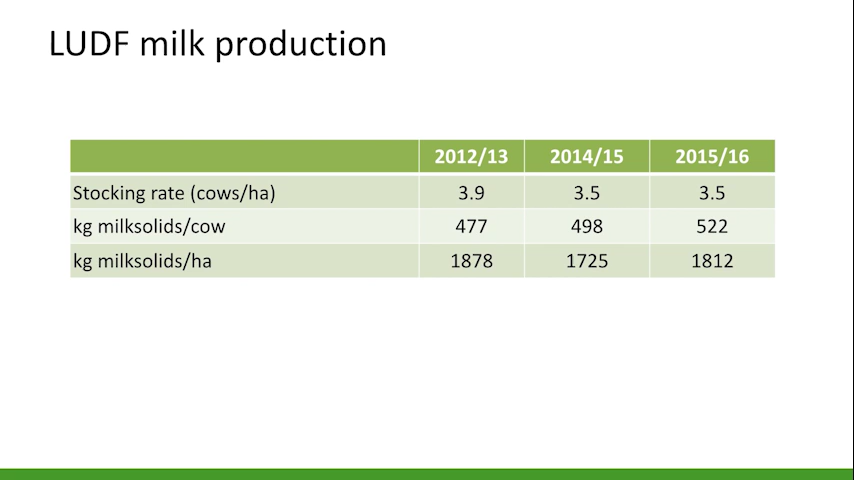 LUDF milk production
2012/13 2014/15 2015/16
Stocking rate (cows/ha) 3.9 3.5 3.5
kg milksolids/cow 477 498 522
kg milksolids/ha 1878 1725 1812